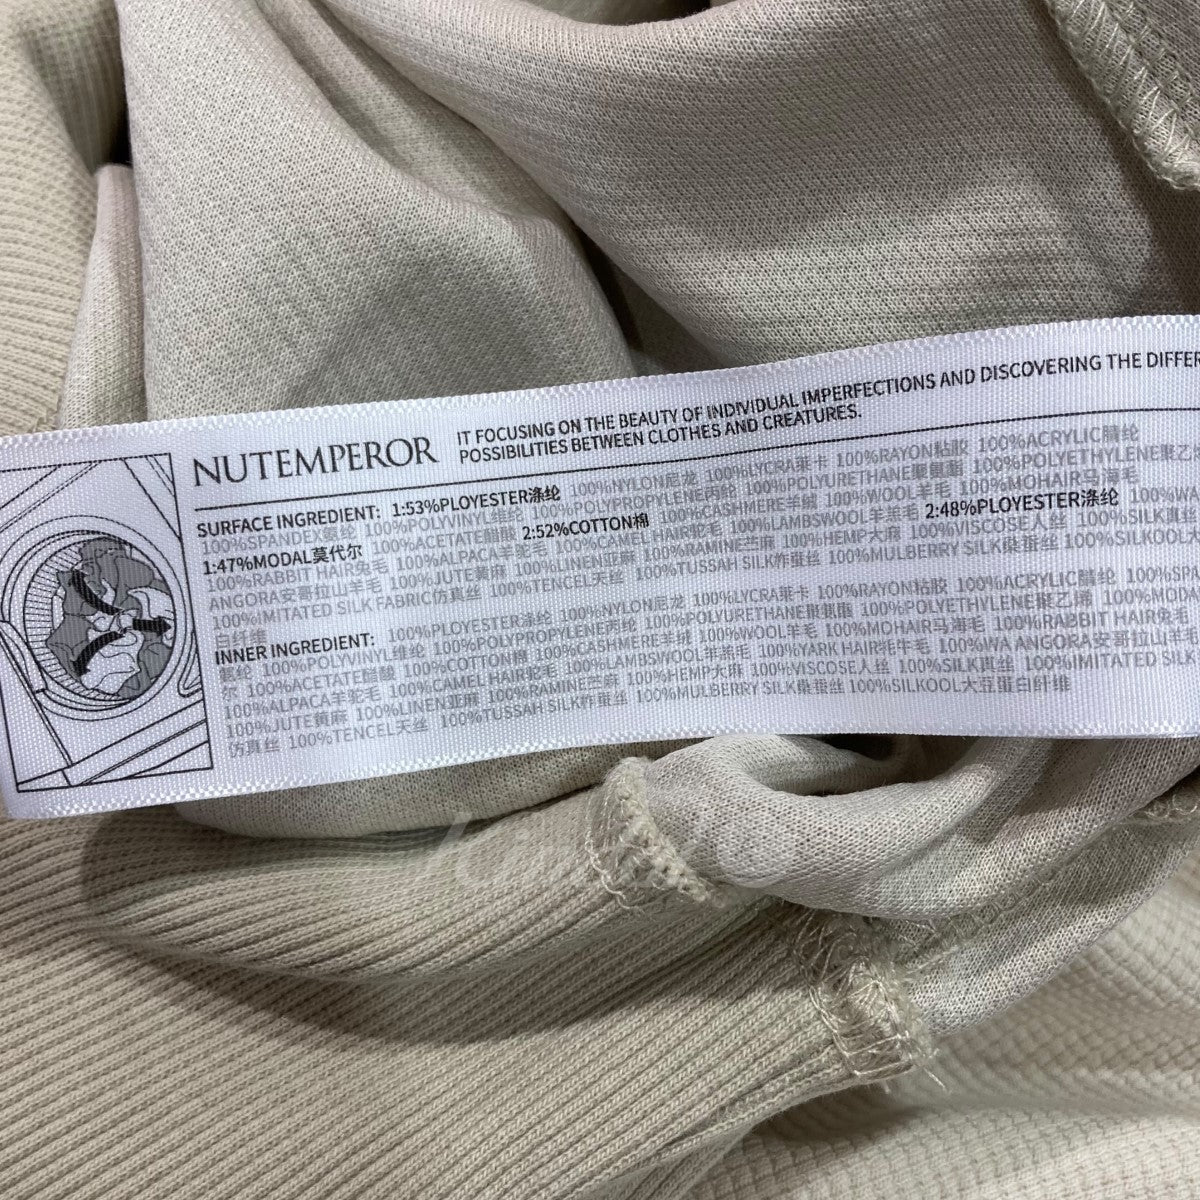 NUTEMPEROR
IT FOCUSING ON THE BEAUTY OF INDIVIDUAL IMPERFECTIONS AND DISCOVERING THE DIFFER
POSSIBILITIES BETWEEN CLOTHES AND CREATURES.
SURFACE INGREDIENT: 1:53%PLOYESTER涤纶 100%NYLON尼龙 100%LYCRA莱卡 100%RAYON粘胶 100%ACRYLIC腈纶
100%SPANDEX氨纶 100%POLYVINYL维纶 100%POLYPROPYLENE丙纶 100%POLYURETHANE聚氨酯 100%POLYETHYLENE聚乙烯
1:47%MODAL莫代尔 100%ACETATE醋酸 2:52%COTTON棉 100%CASHMERE羊绒 100%WOOL羊毛 100%MOHAIR马海毛
100%RABBIT HAIR兔毛 100%ALPACA羊驼毛 100%CAMEL HAIR驼毛 100%LAMBSWOOL羊羔毛 2:48%PLOYESTER涤纶 100%WA
ANGORA安哥拉山羊毛 100%JUTE黄麻 100%LINEN亚麻 100%RAMINE苎麻 100%HEMP大麻 100%VISCOSE人丝 100%SILK真丝
100%IMITATED SILK FABRIC仿真丝 100%TENCEL天丝 100%TUSSAH SILK柞蚕丝 100%MULBERRY SILK桑蚕丝 100%SILKOOL大豆
白纤维
INNER INGREDIENT: 100%PLOYESTER涤纶 100%NYLON尼龙 100%LYCRA莱卡 100%RAYON粘胶 100%ACRYLIC腈纶 100%SPA
氨纶 100%POLYVINYL维纶 100%POLYPROPYLENE丙纶 100%POLYURETHANE聚氨酯 100%POLYETHYLENE聚乙烯 100%MODA
尔 100%ACETATE醋酸 100%COTTON棉 100%CASHMERE羊绒 100%WOOL羊毛 100%MOHAIR马海毛 100%RABBIT HAIR兔毛
100%ALPACA羊驼毛 100%CAMEL HAIR驼毛 100%LAMBSWOOL羊羔毛 100%YARK HAIR牦牛毛 100%WA ANGORA安哥拉山羊毛
100%JUTE黄麻 100%LINEN亚麻 100%RAMINE苎麻 100%HEMP大麻 100%VISCOSE人丝 100%SILK真丝 100%IMITATED SILK
仿真丝 100%TENCEL天丝 100%TUSSAH SILK柞蚕丝 100%MULBERRY SILK桑蚕丝 100%SILKOOL大豆蛋白纤维